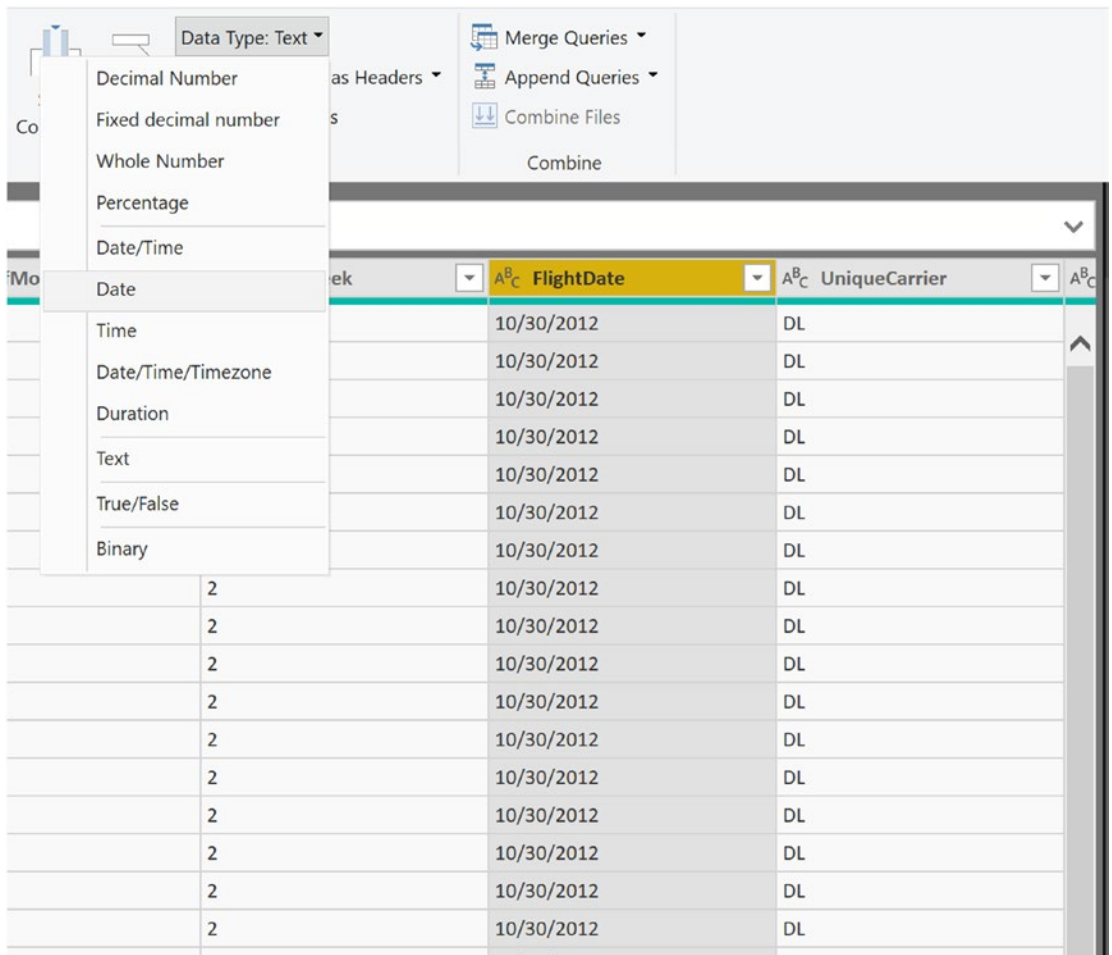 Data Type: Text
Merge Queries
Decimal Number
as Headers
Append Queries
Co
Fixed decimal number
s
Combine Files
Whole Number
Combine
Percentage
Date/Time
fMo
Date
ek
ABC FlightDate
ABC UniqueCarrier
ABC
Time
10/30/2012 DL
Date/Time/Timezone
10/30/2012 DL
Duration
10/30/2012 DL
10/30/2012 DL
Text
10/30/2012 DL
True/False
10/30/2012 DL
Binary
10/30/2012 DL
2 10/30/2012 DL
2 10/30/2012 DL
2 10/30/2012 DL
2 10/30/2012 DL
2 10/30/2012 DL
2 10/30/2012 DL
2 10/30/2012 DL
2 10/30/2012 DL
2 10/30/2012 DL
2 10/30/2012 DL